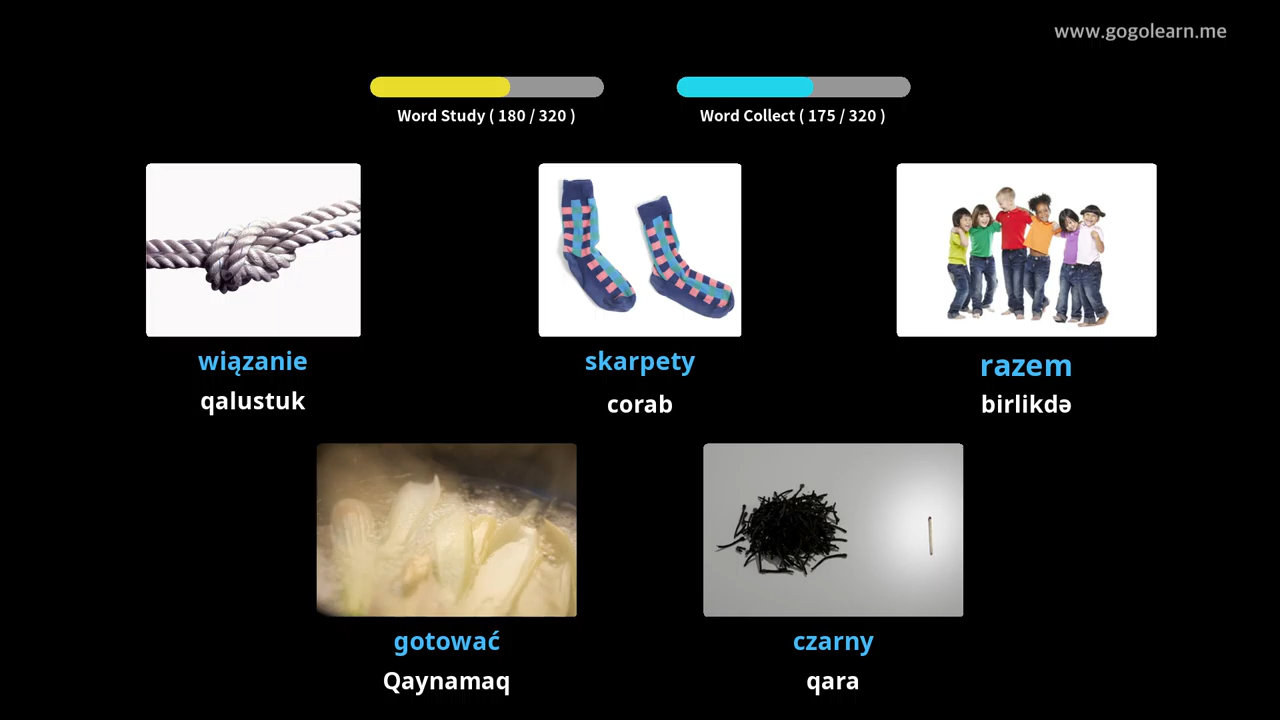 www.gogolearn.me
Word Study ( 180 / 320 )
Word Collect ( 175 / 320 )
wiązanie
qalustuk
skarpety
corab
razem
birlikdə
gotować
Qaynamaq
czarny
qara